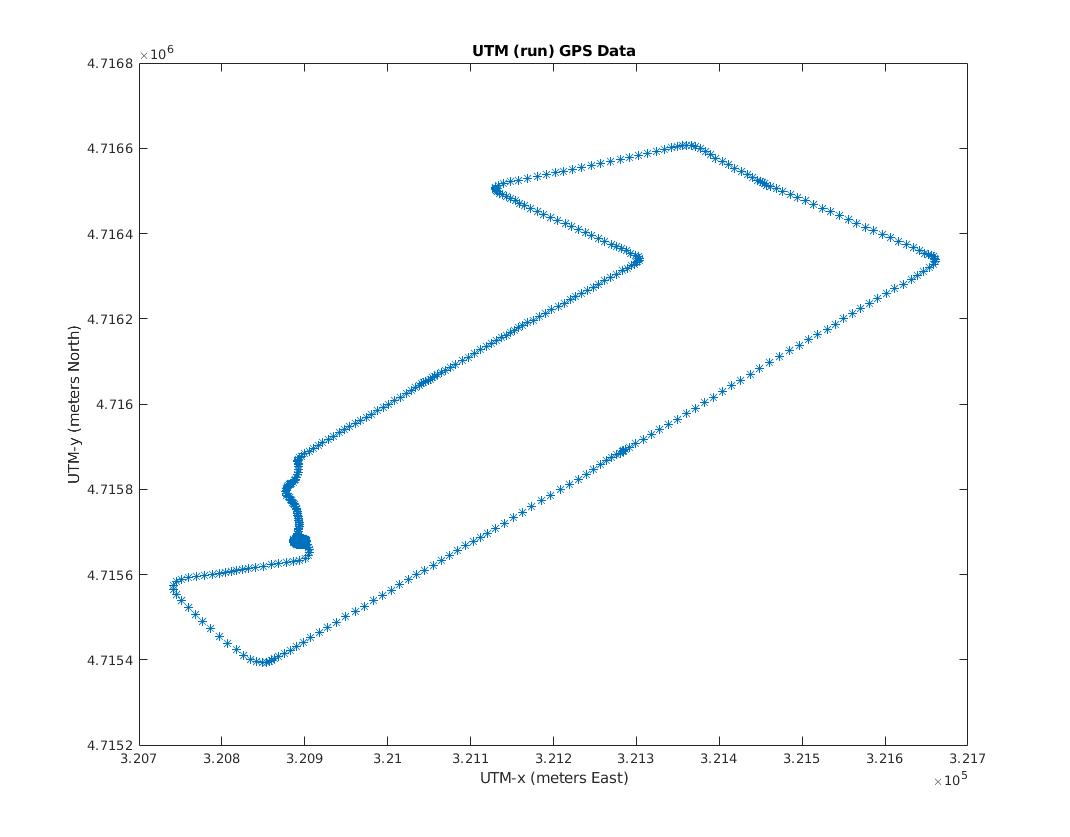 UTM (run) GPS Data
×10^6
4.7168
4.7166
4.7164
4.7162
4.716
4.7158
4.7156
4.7154
4.7152
UTM-y (meters North)
3.207 3.208 3.209 3.21 3.211 3.212 3.213 3.214 3.215 3.216 3.217
UTM-x (meters East)
×10^5